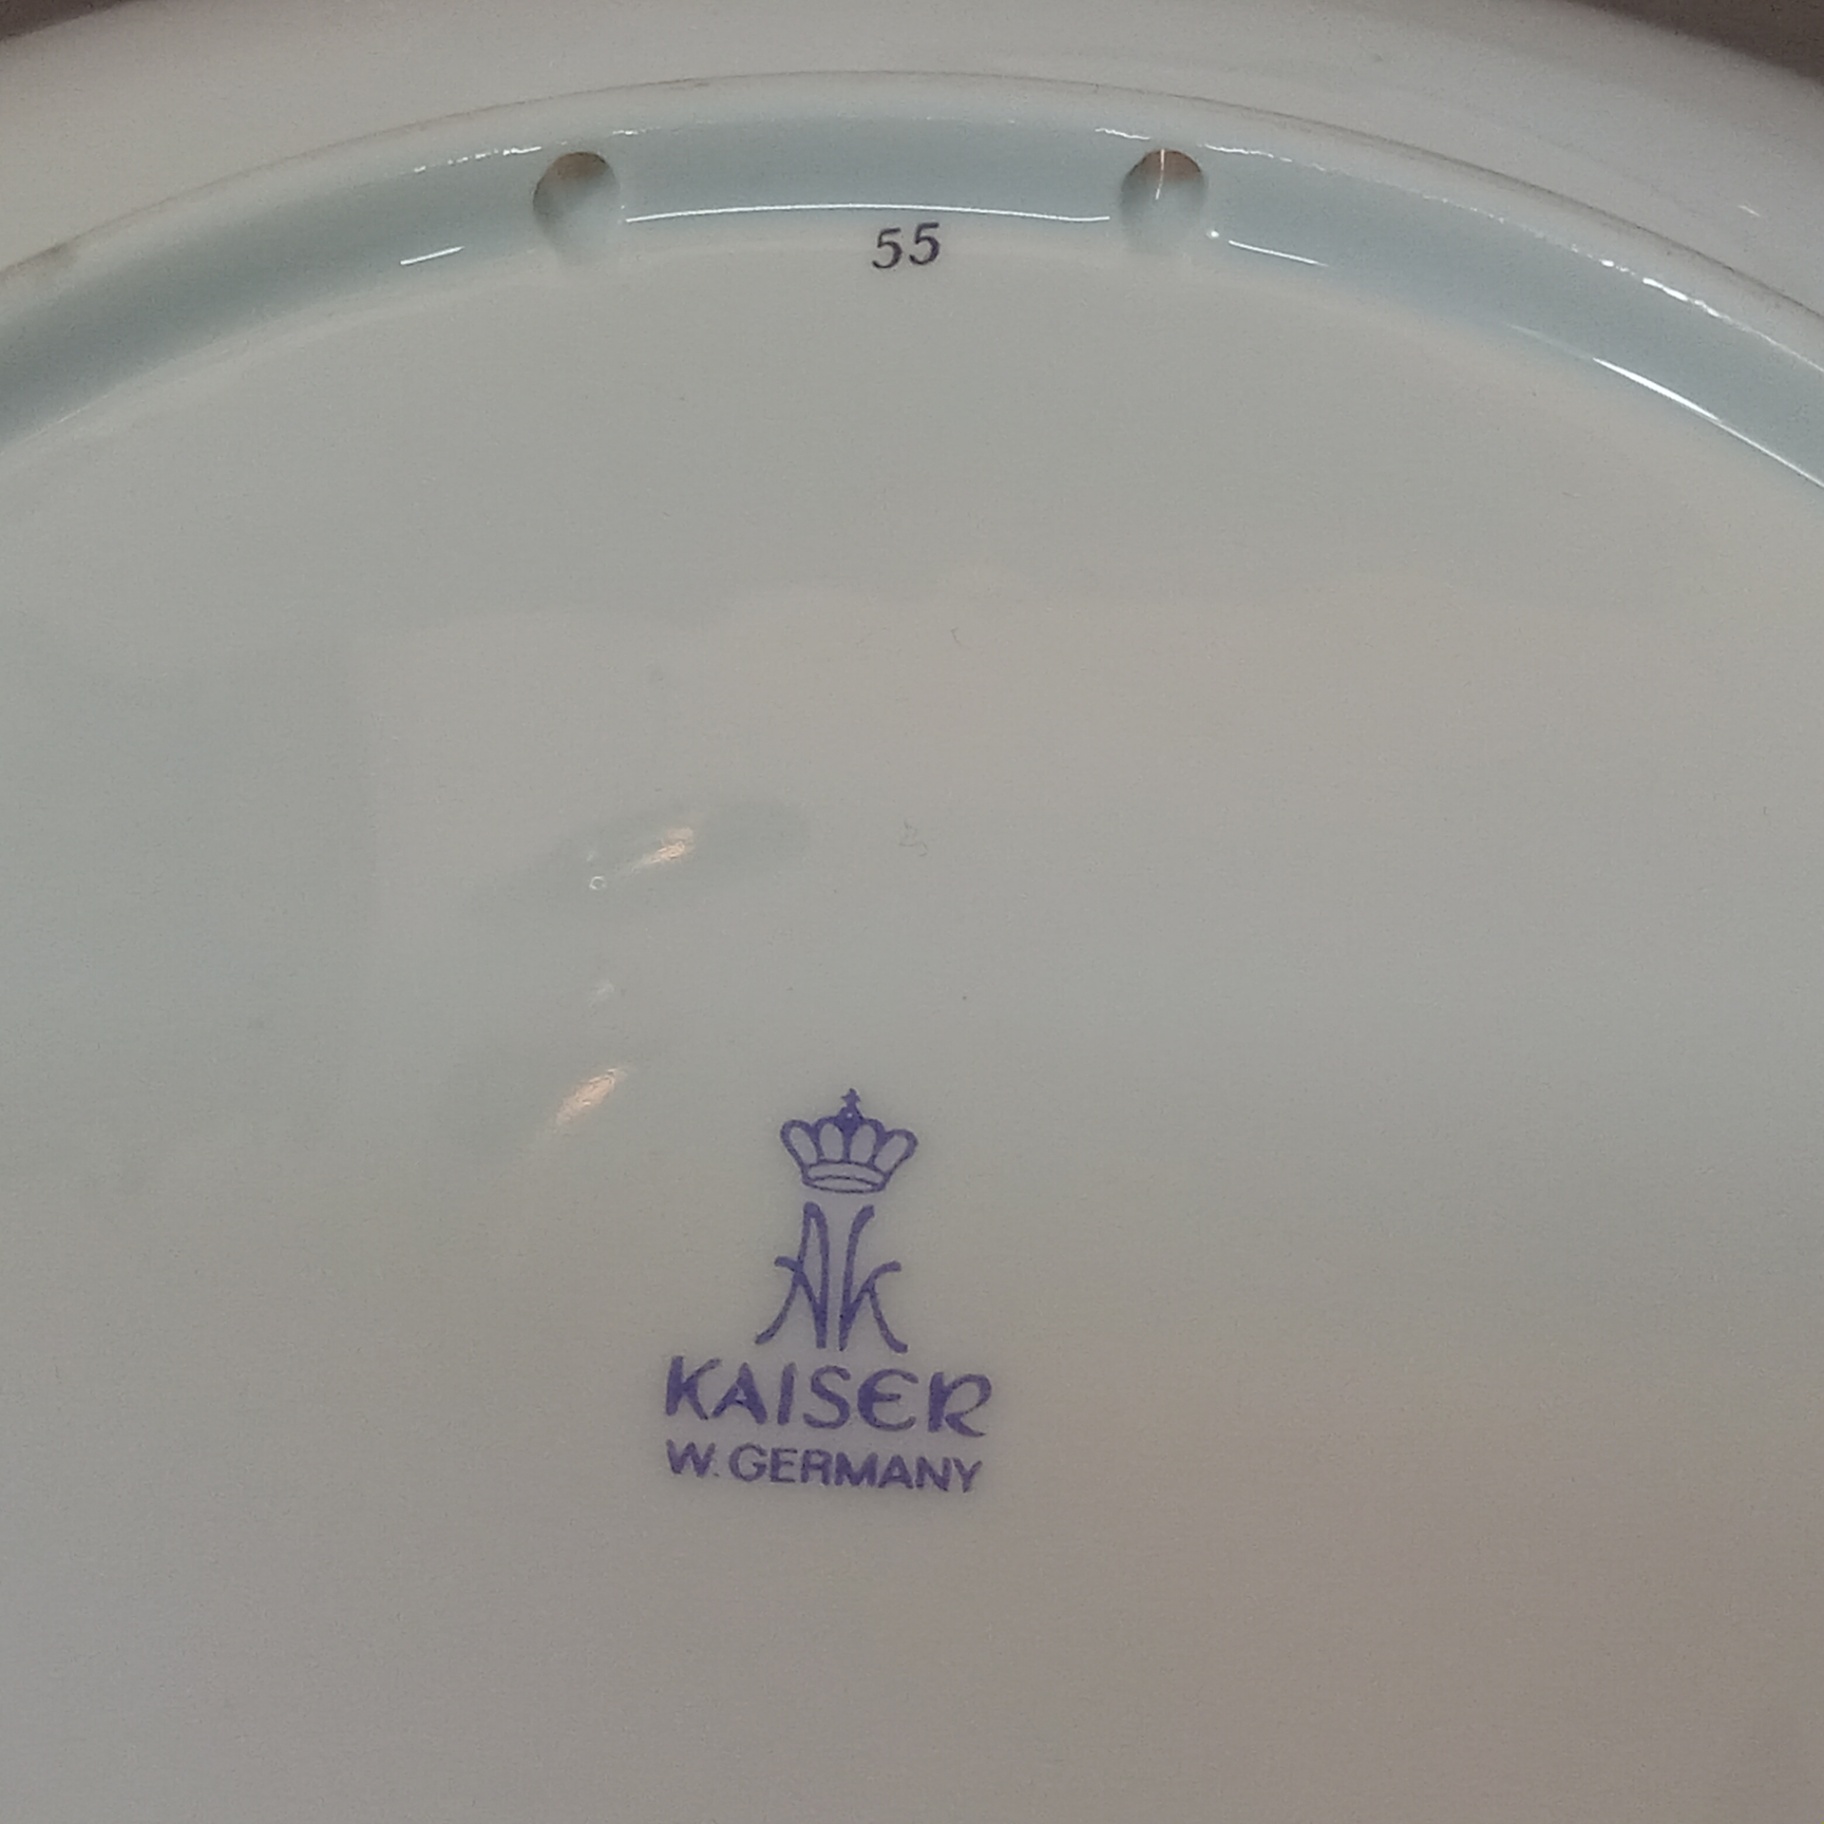 55
AK
KAISER
W. GERMANY